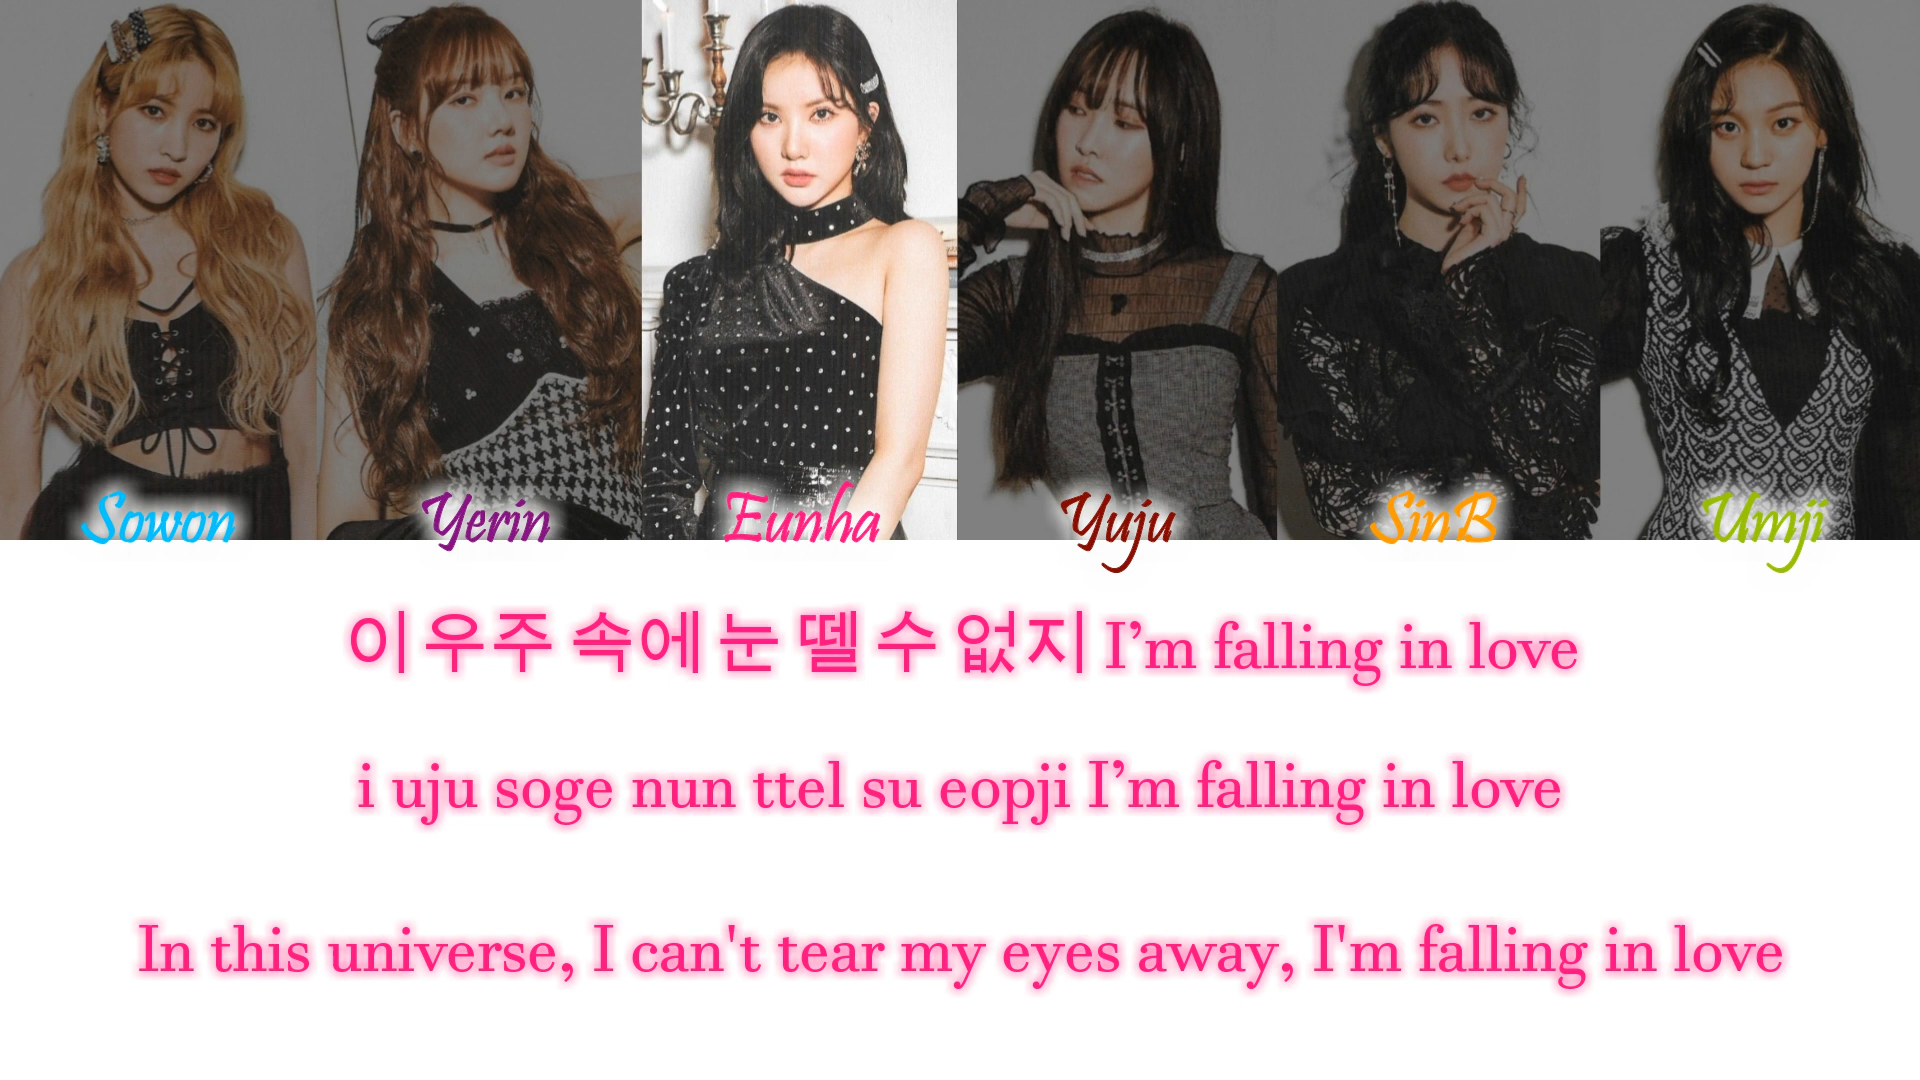 Sowon Yerin Eunha Yuju SinB Umji
이 우주 속에 눈 뗄 수 없지 I’m falling in love
i uju soge nun ttel su eopji I’m falling in love
In this universe, I can't tear my eyes away, I'm falling in love